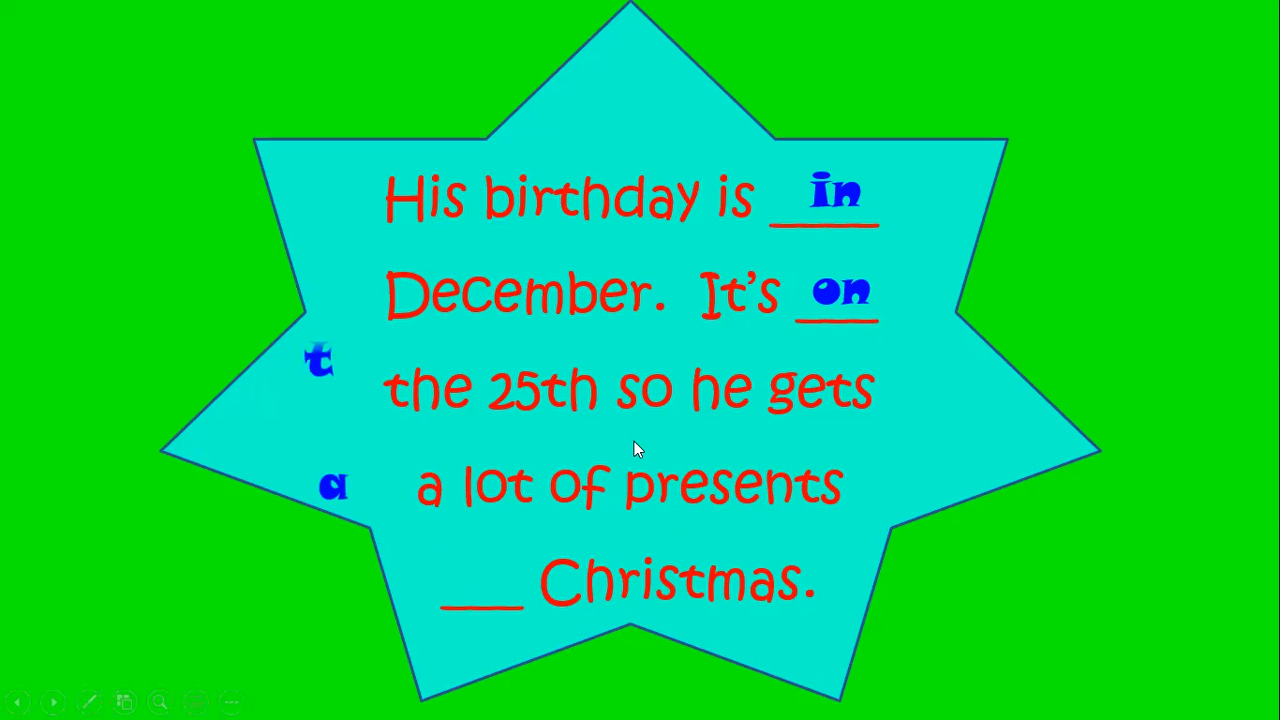 His birthday is in
December. It's on
t
the 25th so he gets
a
a lot of presents
___ Christmas.